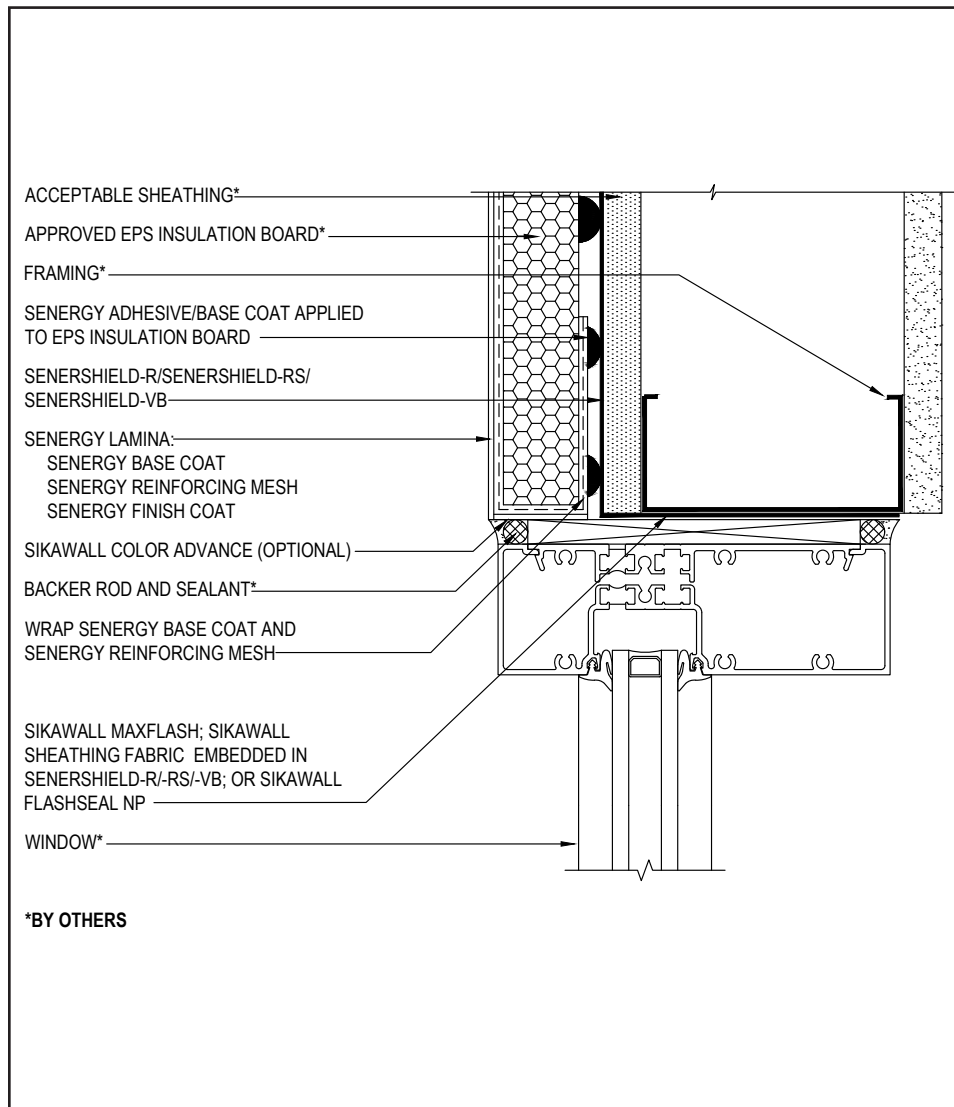 ACCEPTABLE SHEATHING*
APPROVED EPS INSULATION BOARD*
FRAMING*
SENERGY ADHESIVE/BASE COAT APPLIED
TO EPS INSULATION BOARD
SENERSHIELD-R/SENERSHIELD-RS/
SENERSHIELD-VB
SENERGY LAMINA:
SENERGY BASE COAT
SENERGY REINFORCING MESH
SENERGY FINISH COAT
SIKAWALL COLOR ADVANCE (OPTIONAL)
BACKER ROD AND SEALANT*
WRAP SENERGY BASE COAT AND
SENERGY REINFORCING MESH
SIKAWALL MAXFLASH; SIKAWALL
SHEATHING FABRIC EMBEDDED IN
SENERSHIELD-R/-RS/-VB; OR SIKAWALL
FLASHSEAL NP
WINDOW*
*BY OTHERS